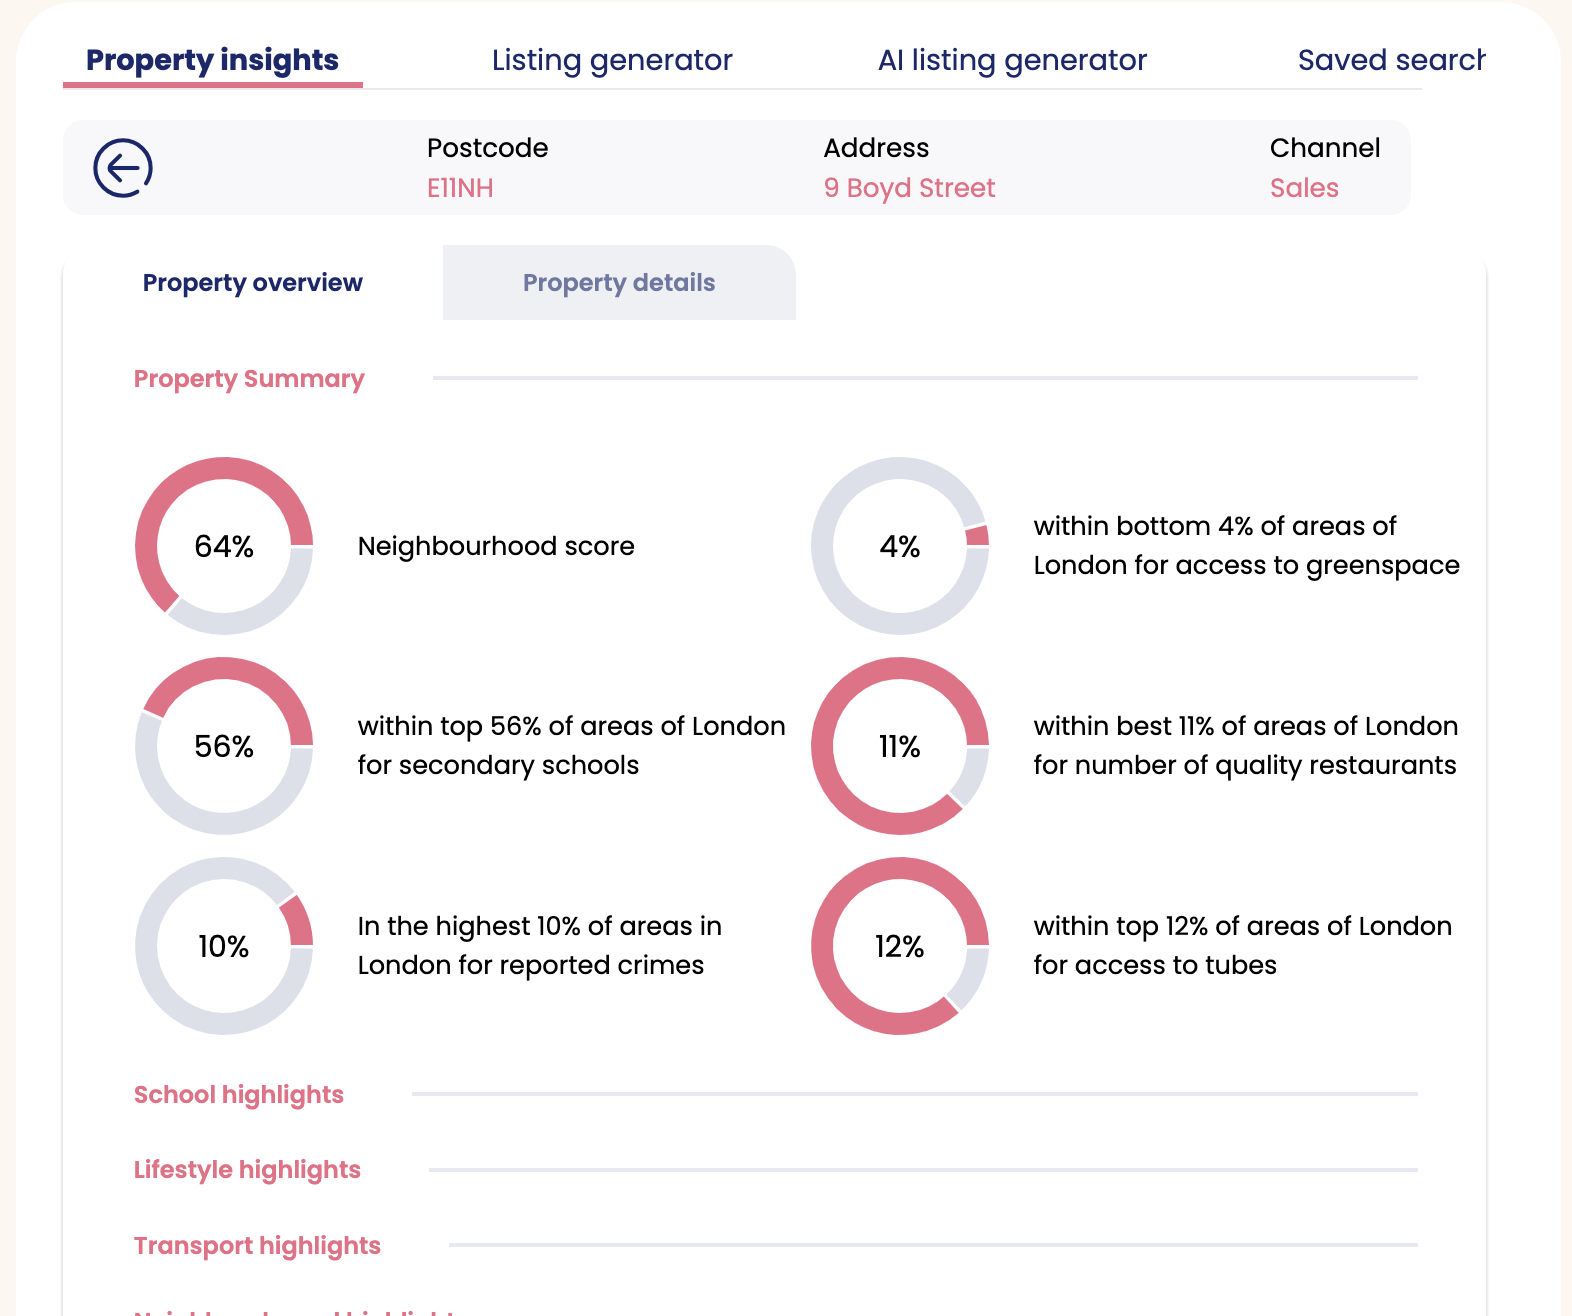 Property insights
Listing generator
AI listing generator
Saved search
Postcode
Address
Channel
E11NH
9 Boyd Street
Sales
Property overview
Property details
Property Summary
64%
Neighbourhood score
4%
within bottom 4% of areas of
London for access to greenspace
56%
within top 56% of areas of London
for secondary schools
11%
within best 11% of areas of London
for number of quality restaurants
10%
In the highest 10% of areas in
London for reported crimes
12%
within top 12% of areas of London
for access to tubes
School highlights
Lifestyle highlights
Transport highlights